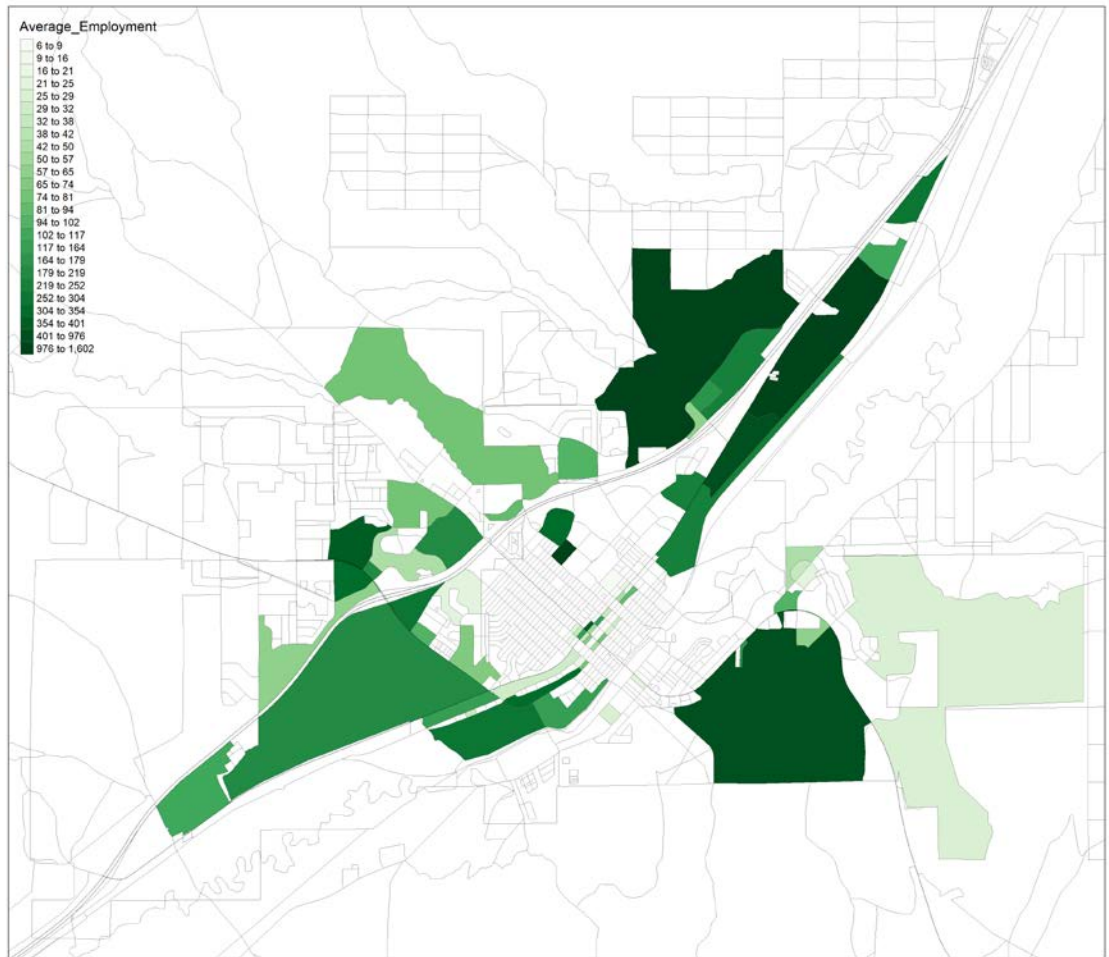 Average_Employment
6 to 9
9 to 16
16 to 21
21 to 25
25 to 29
29 to 32
32 to 38
38 to 42
42 to 50
50 to 57
57 to 65
65 to 74
74 to 81
81 to 94
94 to 102
102 to 117
117 to 164
164 to 179
179 to 219
219 to 252
252 to 304
304 to 354
354 to 401
401 to 976
976 to 1,602